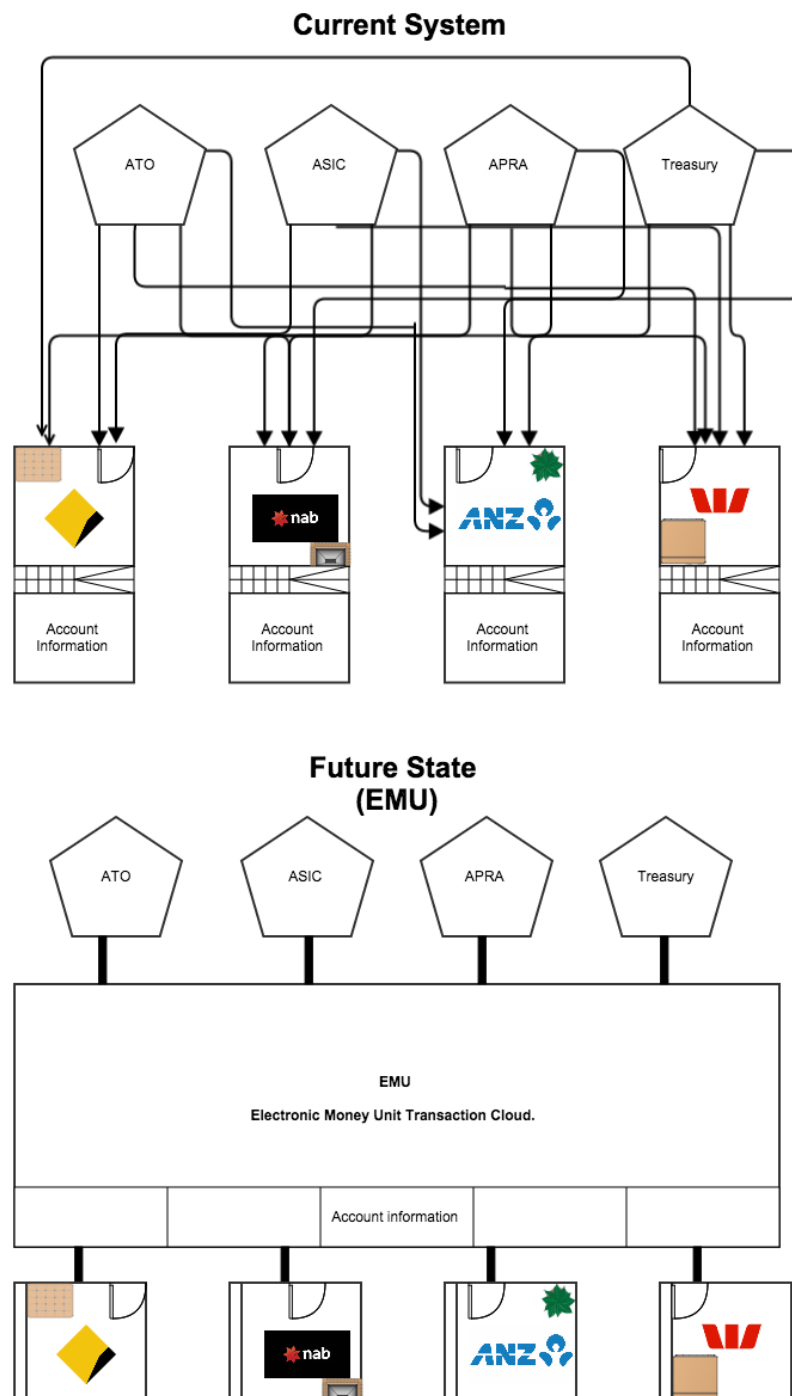 Current System
ATO
ASIC
APRA
Treasury
nab
ANZ
Account
Information
Account
Information
Account
Information
Account
Information
Future State
(EMU)
ATO
ASIC
APRA
Treasury
EMU
Electronic Money Unit Transaction Cloud.
Account information
nab
ANZ